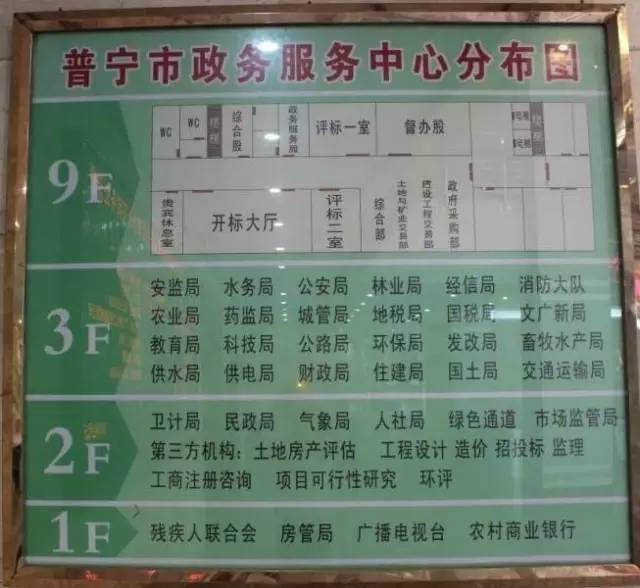 普宁市政务服务中心分布图
9F
WC
WC
楼梯
综合股
政务服务股
评标一室
督办股
楼梯
贵宾休息室
开标大厅
评标二室
综合部
土地与矿业交易部
建设工程交易部
政府采购部
3F
安监局 水务局 公安局 林业局 经信局 消防大队
农业局 药监局 城管局 地税局 国税局 文广新局
教育局 科技局 公路局 环保局 发改局 畜牧水产局
供水局 供电局 财政局 住建局 国土局 交通运输局
2F
卫计局 民政局 气象局 人社局 绿色通道 市场监管局
第三方机构：土地房产评估 工程设计 造价 招投标 监理
工商注册咨询 项目可行性研究 环评
1F
残疾人联合会 房管局 广播电视台 农村商业银行